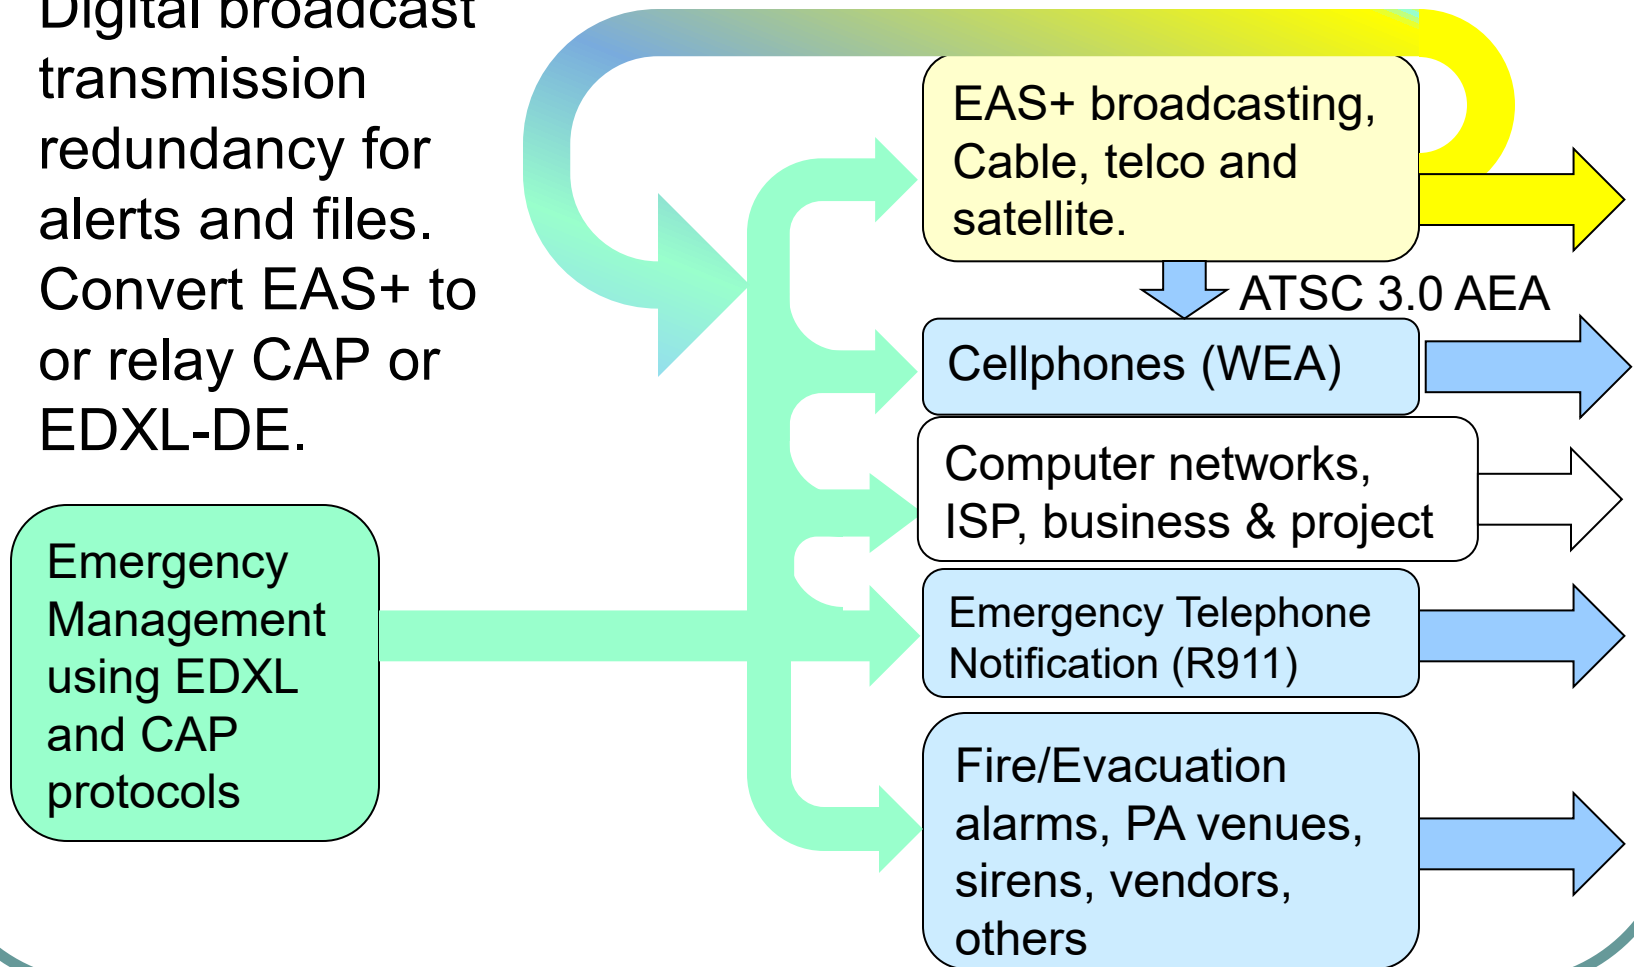 Digital broadcast
transmission
redundancy for
alerts and files.
Convert EAS+ to
or relay CAP or
EDXL-DE.
Emergency
Management
using EDXL
and CAP
protocols
EAS+ broadcasting,
Cable, telco and
satellite.
ATSC 3.0 AEA
Cellphones (WEA)
Computer networks,
ISP, business & project
Emergency Telephone
Notification (R911)
Fire/Evacuation
alarms, PA venues,
sirens, vendors,
others